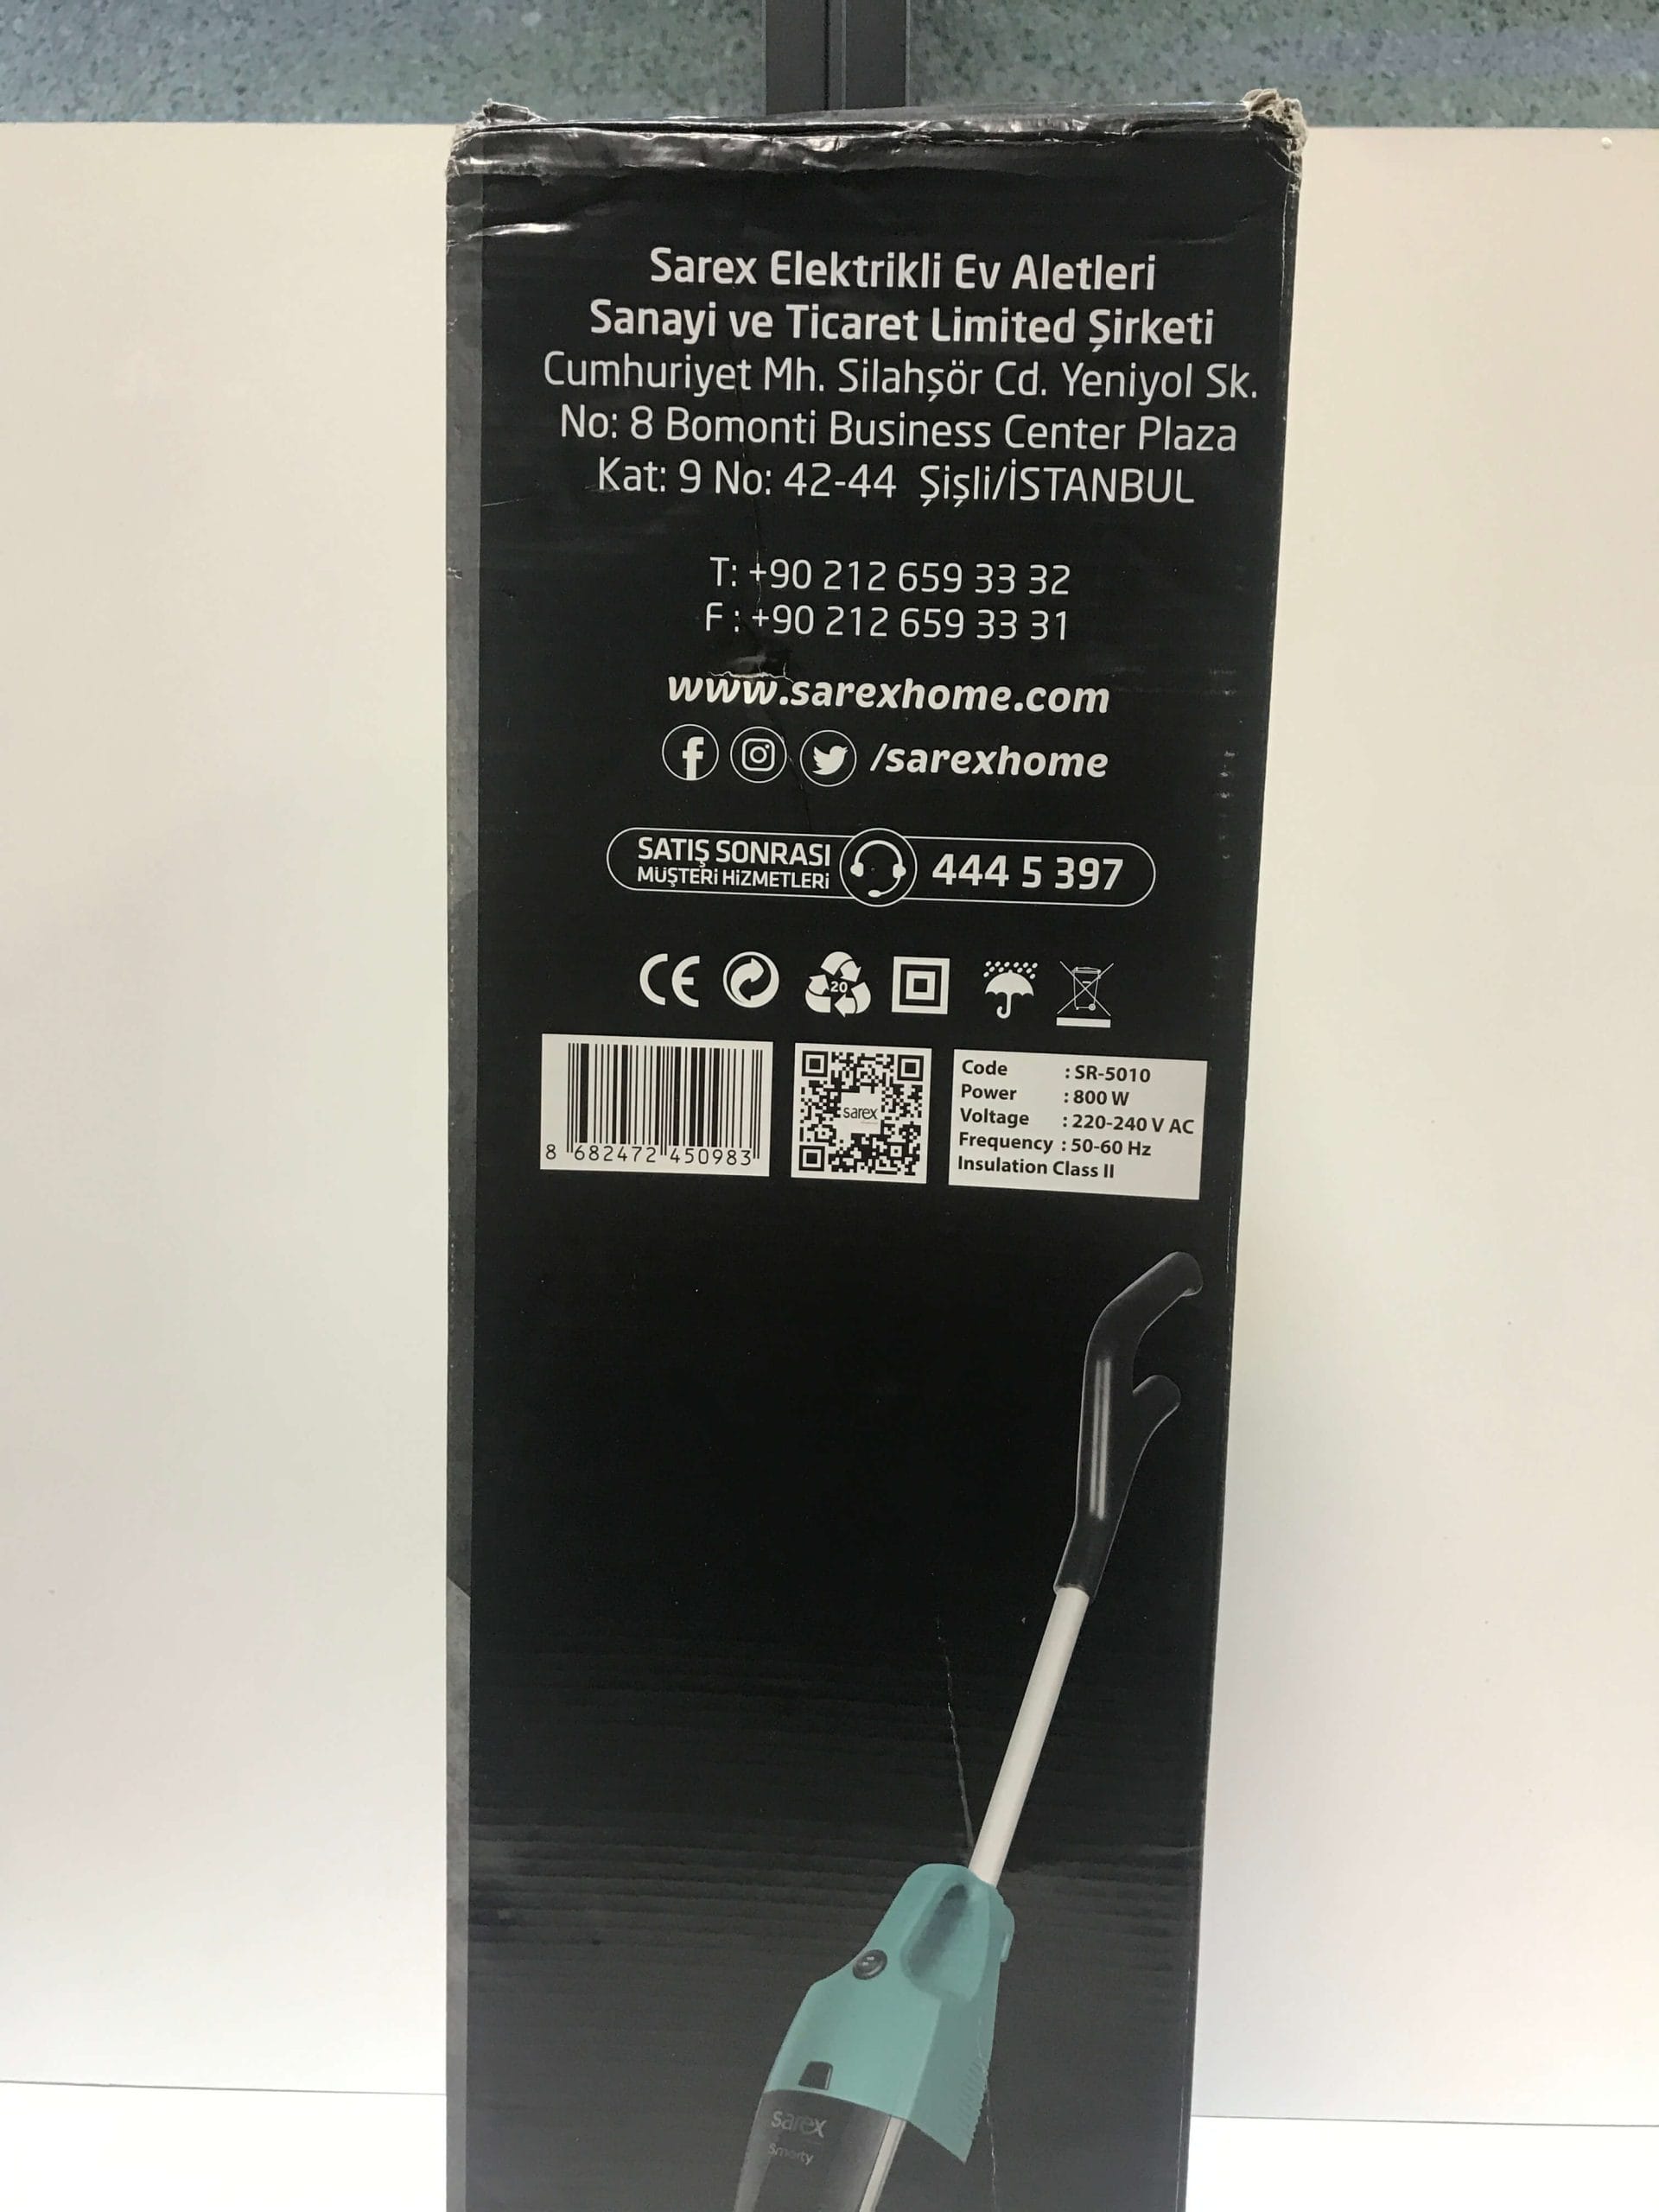 Sarex Elektrikli Ev Aletleri
Sanayi ve Ticaret Limited Şirketi
Cumhuriyet Mh. Silahşör Cd. Yeniyol Sk.
No: 8 Bomonti Business Center Plaza
Kat: 9 No: 42-44 Şişli/İSTANBUL
T: +90 212 659 33 32
F : +90 212 659 33 31
www.sarexhome.com
/sarexhome
SATIŞ SONRASI
MÜŞTERİ HİZMETLERİ
444 5 397
CE
20
8 682472 450983
sarex
Code : SR-5010
Power : 800 W
Voltage : 220-240 V AC
Frequency : 50-60 Hz
Insulation Class II
sarex
Smarty